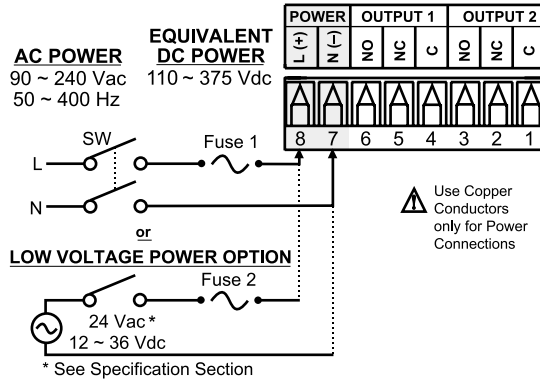 POWER OUTPUT 1 OUTPUT 2
L (+) N (–) NO NC C NO NC C
8 7 6 5 4 3 2 1
AC POWER
90 ~ 240 Vac
50 ~ 400 Hz
EQUIVALENT
DC POWER
110 ~ 375 Vdc
SW
Fuse 1
L
N
or
Use Copper
Conductors
only for Power
Connections
LOW VOLTAGE POWER OPTION
Fuse 2
24 Vac *
12 ~ 36 Vdc
* See Specification Section